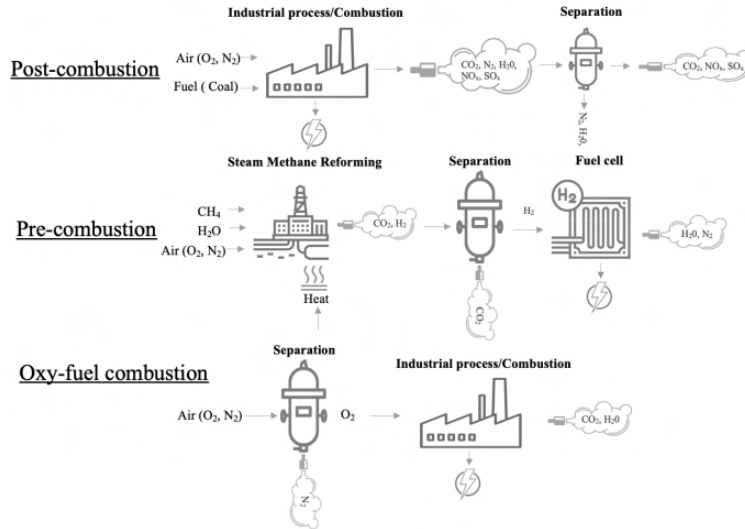 Industrial process/Combustion
Separation
Post-combustion
Air (O₂, N₂)
Fuel ( Coal)
CO₂, N₂, H₂0,
NOₓ, SOₓ
CO₂, NOₓ, SOₓ
N₂, H₂0,
Steam Methane Reforming
Separation
Fuel cell
Pre-combustion
CH₄
H₂O
Air (O₂, N₂)
CO₂, H₂
H₂
H₂
H₂0, N₂
CO₂
Heat
Separation
Oxy-fuel combustion
Industrial process/Combustion
Air (O₂, N₂)
O₂
CO₂, H₂0
N₂